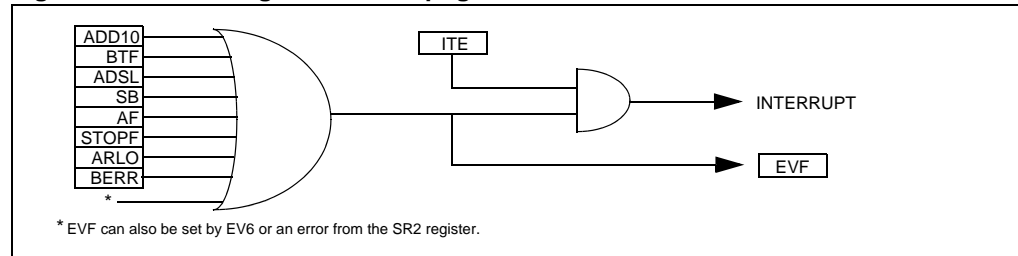 ADD10
BTF
ADSL
SB
AF
STOPF
ARLO
BERR
*
ITE
INTERRUPT
EVF
* EVF can also be set by EV6 or an error from the SR2 register.